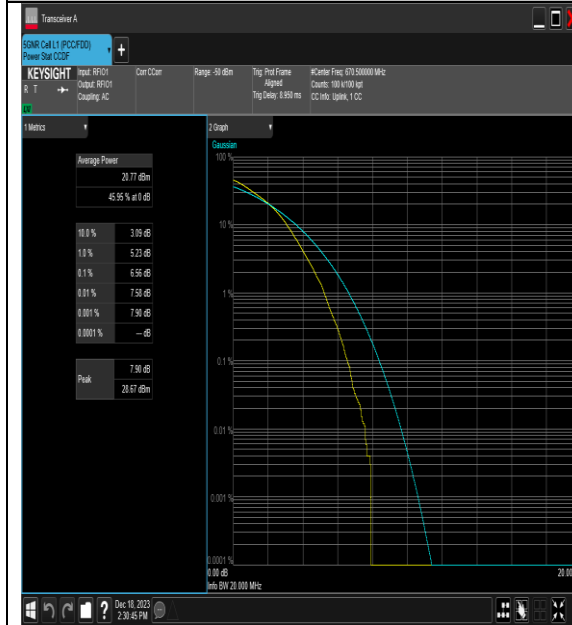 Transceiver A
5GNR Cell L1 (PCC/FDD)
Power Stat CCDF
+
KEYSIGHT
R T
Input: RFIO1
Output: RFIO1
Coupling: AC
Corr CCorr
Range: -50 dBm
Trig: Prot Frame
Aligned
Trig Delay: 8.950 ms
#Center Freq: 670.500000 MHz
Counts: 100 k/100 kpt
CC Info: Uplink, 1 CC
1 Metrics
Average Power
20.77 dBm
45.95 % at 0 dB
10.0 % 3.09 dB
1.0 % 5.23 dB
0.1 % 6.56 dB
0.01 % 7.58 dB
0.001 % 7.90 dB
0.0001 % --- dB
Peak
7.90 dB
28.67 dBm
2 Graph
Gaussian
100 %
10 %
1 %
0.1 %
0.01 %
0.001 %
0.0001 %
0.00 dB
20.00
Info BW 20.000 MHz
?
Dec 18, 2023
2:30:45 PM